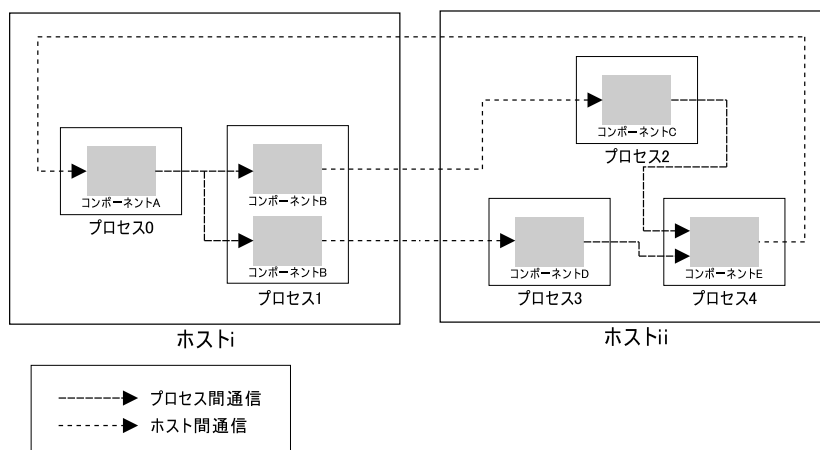 コンポーネントC
プロセス2
コンポーネントA
プロセス0
コンポーネントB
コンポーネントB
プロセス1
コンポーネントD
プロセス3
コンポーネントE
プロセス4
ホストi
ホストii
プロセス間通信
ホスト間通信